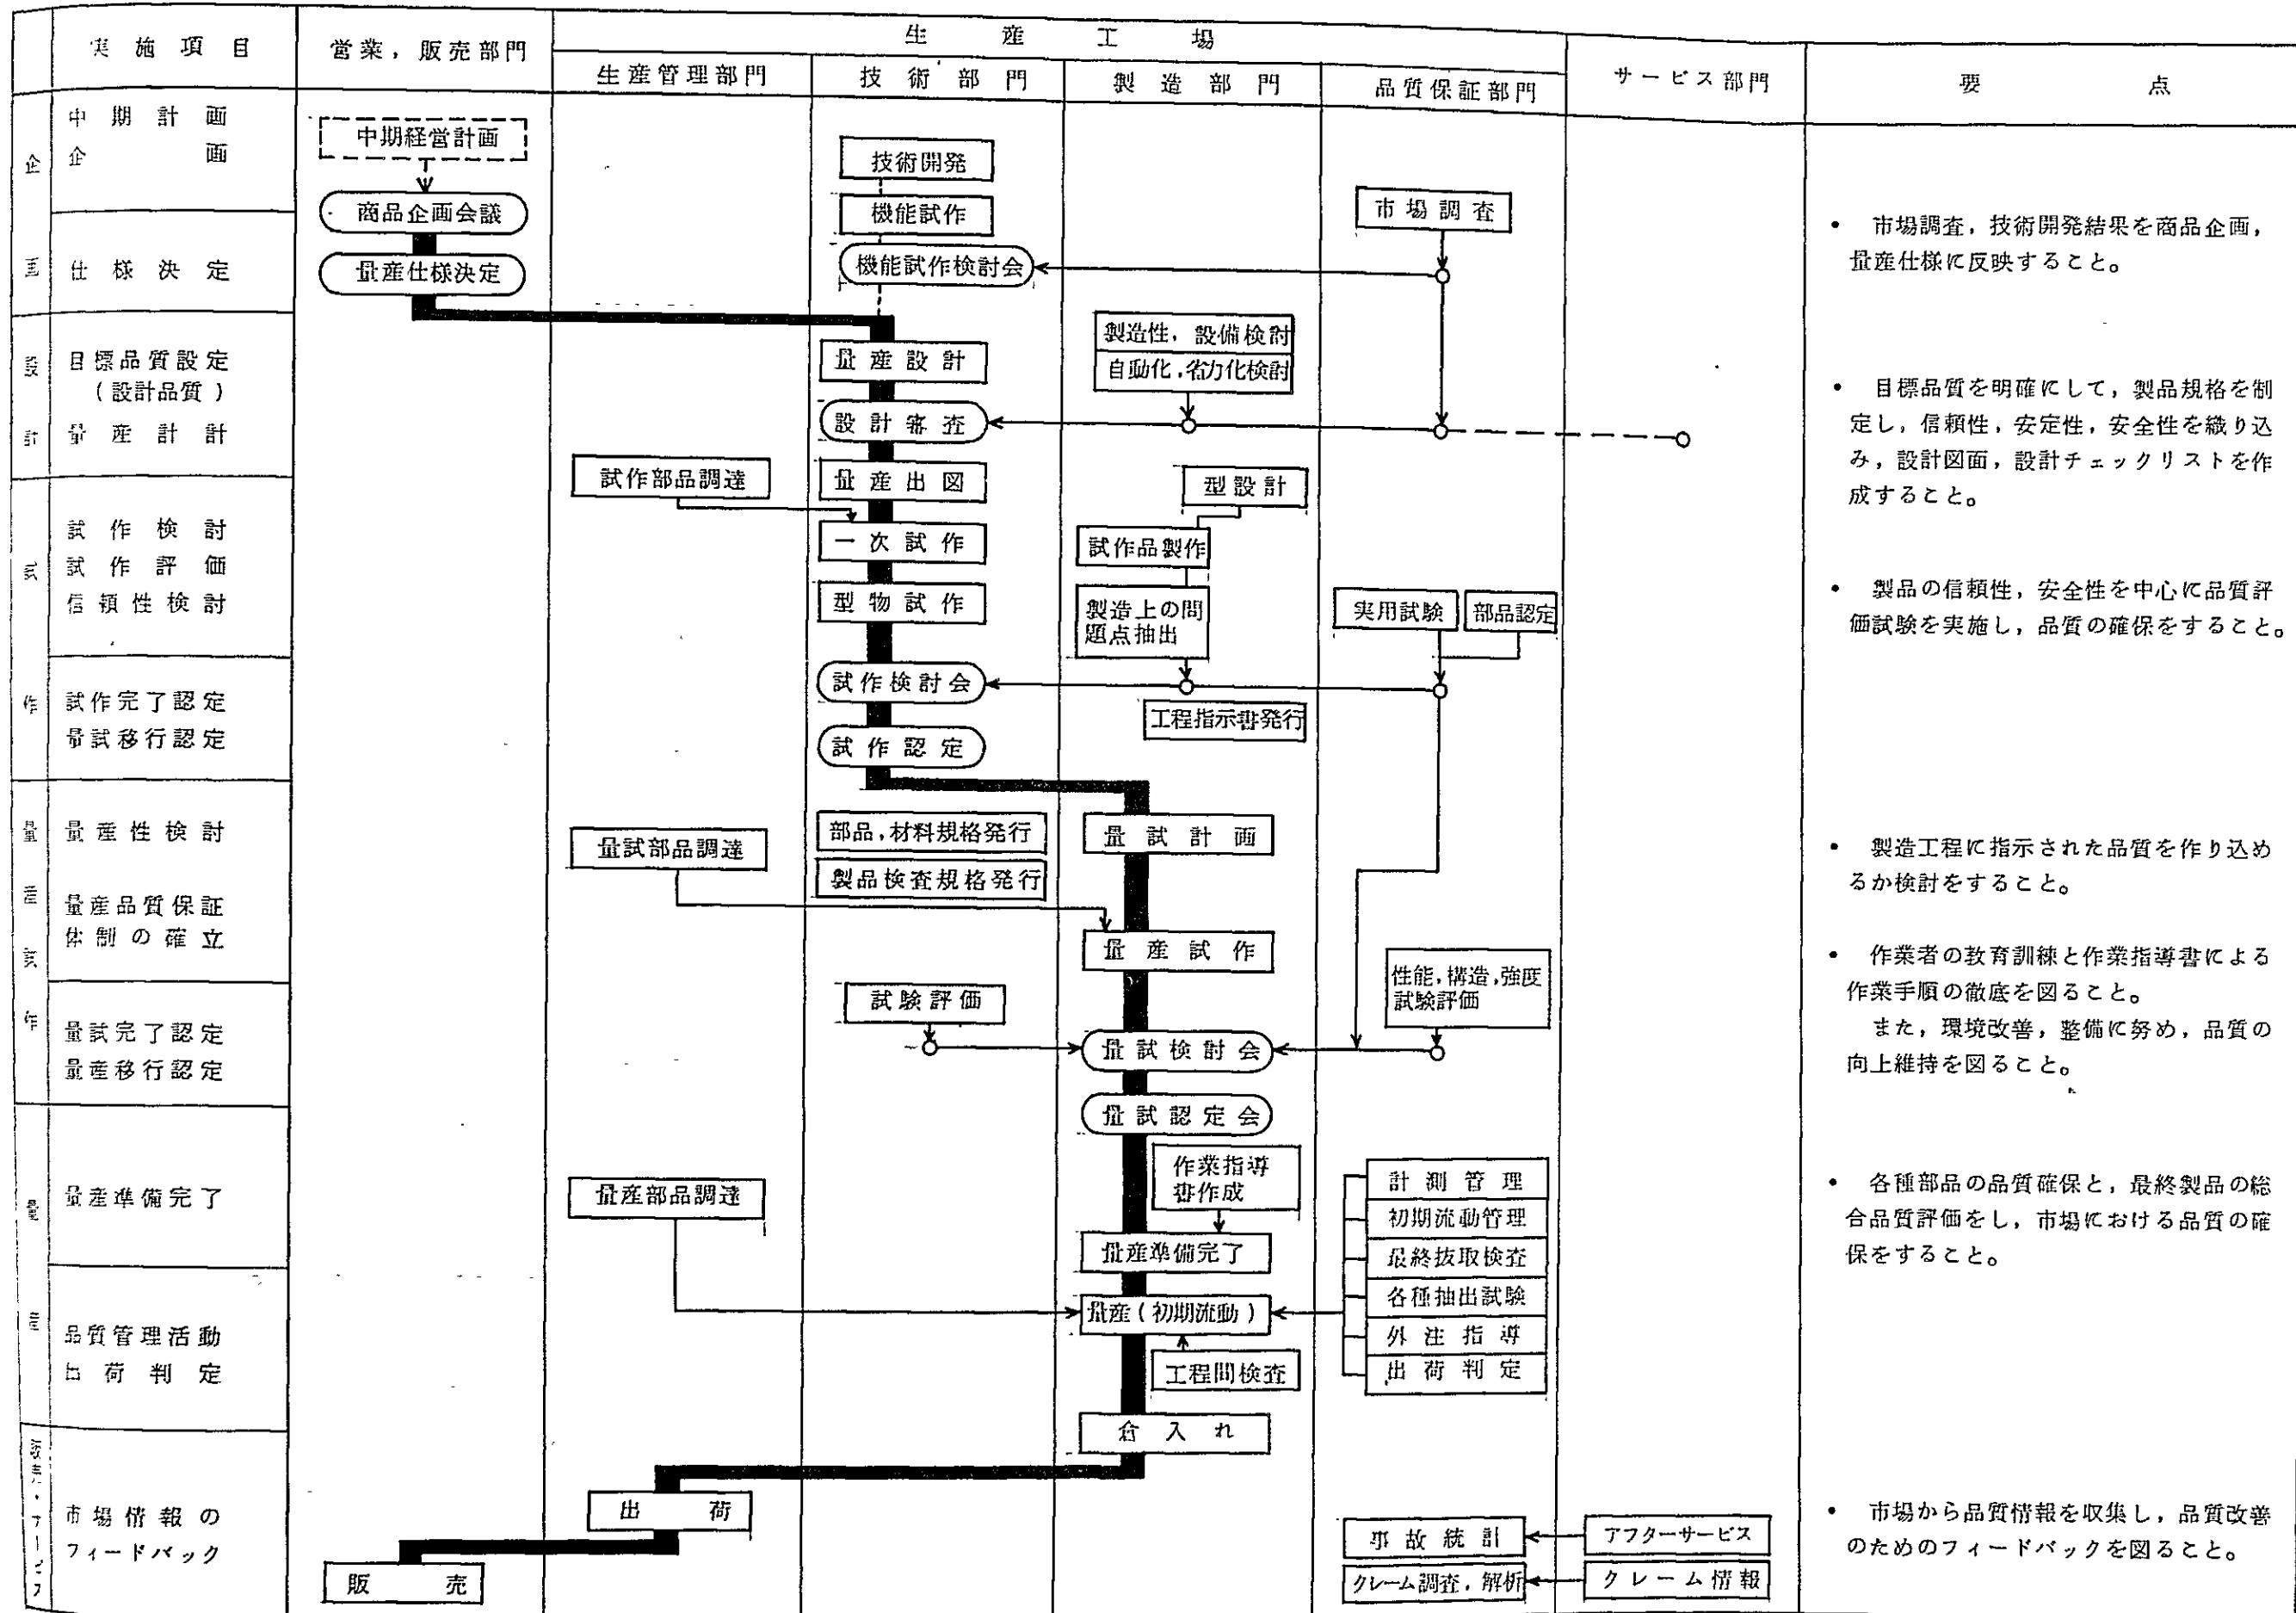 実施項目
営業，販売部門
生産工場
生産管理部門
技術部門
製造部門
品質保証部門
サービス部門
要点
企画
中期計画
企画
仕様決定
中期経営計画
商品企画会議
量産仕様決定
技術開発
機能試作
機能試作検討会
市場調査
• 市場調査，技術開発結果を商品企画，
量産仕様に反映すること。
設計
目標品質設定
（設計品質）
量産計計
量産設計
設計審査
量産出図
製造性，設備検討
自動化，省力化検討
• 目標品質を明確にして，製品規格を制
定し，信頼性，安定性，安全性を織り込
み，設計図面，設計チェックリストを作
成すること。
試作
試作検討
試作評価
信頼性検討
試作完了認定
量試移行認定
試作部品調達
一次試作
型物試作
試作検討会
試作認定
型設計
試作品製作
製造上の問
題点抽出
工程指示書発行
実用試験
部品認定
• 製品の信頼性，安全性を中心に品質評
価試験を実施し，品質の確保をすること。
量産試作
量産性検討
量産品質保証
体制の確立
量試完了認定
量産移行認定
量試部品調達
部品，材料規格発行
製品検査規格発行
試験評価
量試計画
量産試作
量試検討会
量試認定会
性能，構造，強度
試験評価
• 製造工程に指示された品質を作り込め
るか検討をすること。
• 作業者の教育訓練と作業指導書による
作業手順の徹底を図ること。
また，環境改善，整備に努め，品質の
向上維持を図ること。
量産
量産準備完了
品質管理活動
出荷判定
量産部品調達
作業指導
書作成
量産準備完了
量産（初期流動）
工程間検査
倉入れ
計測管理
初期流動管理
最終抜取検査
各種抽出試験
外注指導
出荷判定
• 各種部品の品質確保と，最終製品の総
合品質評価をし，市場における品質の確
保をすること。
販売・サービス
市場情報の
フィードバック
出荷
販売
事故統計
クレーム調査，解析
アフターサービス
クレーム情報
• 市場から品質情報を収集し，品質改善
のためのフィードバックを図ること。